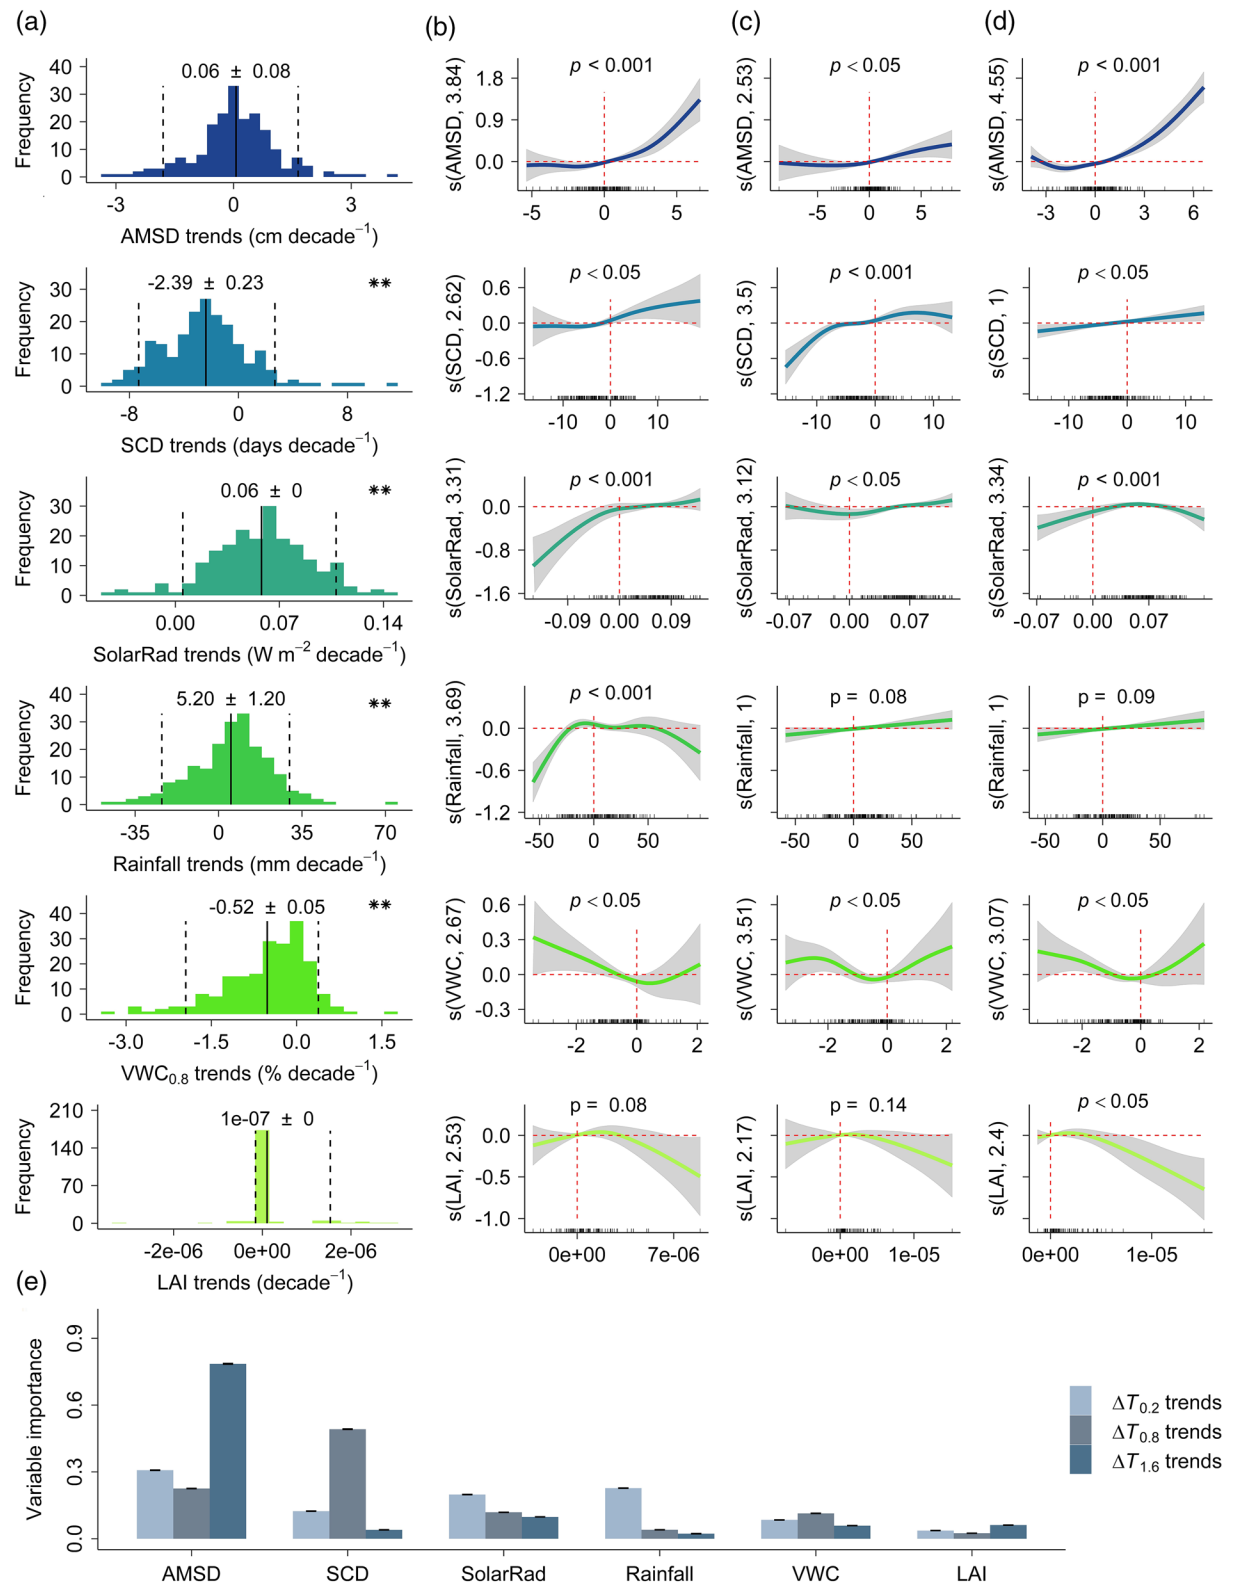 (a)
(b)
(c)
(d)
0.06 ± 0.08
Frequency
40
30
20
10
0
-3 0 3
AMSD trends (cm decade⁻¹)
p < 0.001
s(AMSD, 3.84)
1.8
0.9
0.0
-5 0 5
p < 0.05
s(AMSD, 2.53)
-5 0 5
p < 0.001
s(AMSD, 4.55)
-3 0 3 6
-2.39 ± 0.23
**
Frequency
30
20
10
0
-8 0 8
SCD trends (days decade⁻¹)
p < 0.05
s(SCD, 2.62)
0.6
0.0
-0.6
-1.2
-10 0 10
p < 0.001
s(SCD, 3.5)
-10 0 10
p < 0.05
s(SCD, 1)
-10 0 10
0.06 ± 0
**
Frequency
30
20
10
0
0.00 0.07 0.14
SolarRad trends (W m⁻² decade⁻¹)
p < 0.001
s(SolarRad, 3.31)
0.0
-0.8
-1.6
-0.09 0.00 0.09
p < 0.05
s(SolarRad, 3.12)
-0.07 0.00 0.07
p < 0.001
s(SolarRad, 3.34)
-0.07 0.00 0.07
5.20 ± 1.20
**
Frequency
40
30
20
10
0
-35 0 35 70
Rainfall trends (mm decade⁻¹)
p < 0.001
s(Rainfall, 3.69)
0.0
-0.6
-1.2
-50 0 50
p = 0.08
s(Rainfall, 1)
-50 0 50
p = 0.09
s(Rainfall, 1)
-50 0 50
-0.52 ± 0.05
**
Frequency
40
30
20
10
0
-3.0 -1.5 0.0 1.5
VWC₀.₈ trends (% decade⁻¹)
p < 0.05
s(VWC, 2.67)
0.6
0.3
0.0
-0.3
-2 0 2
p < 0.05
s(VWC, 3.51)
-2 0 2
p < 0.05
s(VWC, 3.07)
-2 0 2
1e-07 ± 0
Frequency
210
140
70
0
-2e-06 0e+00 2e-06
LAI trends (decade⁻¹)
p = 0.08
s(LAI, 2.53)
0.0
-0.5
-1.0
0e+00 7e-06
p = 0.14
s(LAI, 2.17)
0e+00 1e-05
p < 0.05
s(LAI, 2.4)
0e+00 1e-05
(e)
Variable importance
0.9
0.6
0.3
0.0
AMSD SCD SolarRad Rainfall VWC LAI
ΔT₀.₂ trends
ΔT₀.₈ trends
ΔT₁.₆ trends